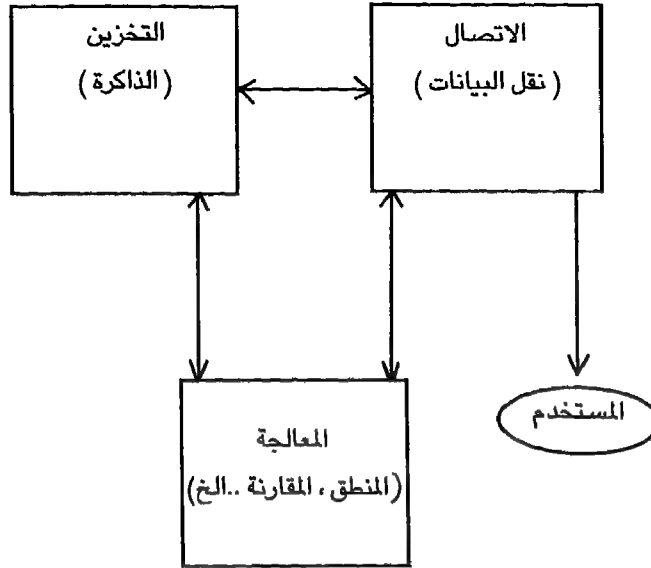 الاتصال
( نقل البيانات )
التخزين
( الذاكرة )
المستخدم
المعالجة
(المنطق ، المقارنة ..الخ)